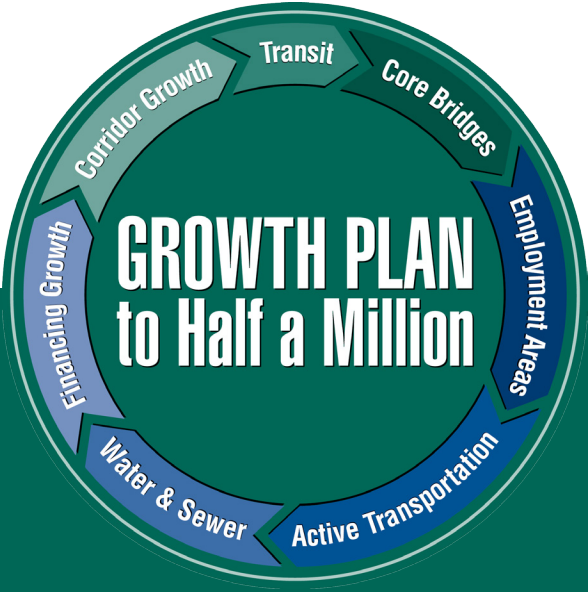 Transit
Core Bridges
Employment Areas
Active Transportation
Water & Sewer
Financing Growth
Corridor Growth
GROWTH PLAN
to Half a Million